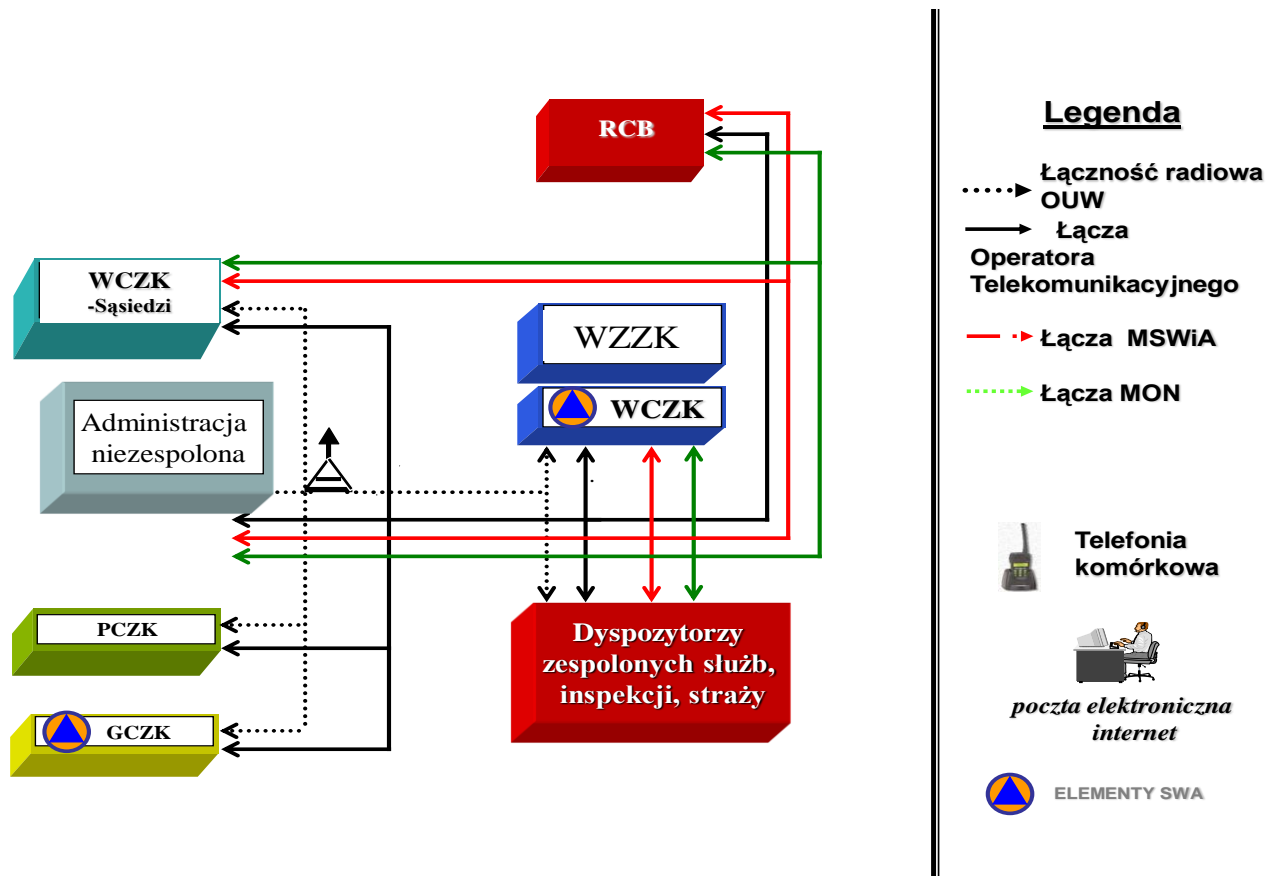 RCB
WCZK
-Sąsiedzi
WZZK
WCZK
Administracja
niezespolona
PCZK
GCZK
Dyspozytorzy
zespolonych służb,
inspekcji, straży
Legenda
Łączność radiowa
OUW
Łącza
Operatora
Telekomunikacyjnego
Łącza MSWiA
Łącza MON
Telefonia
komórkowa
poczta elektroniczna
internet
ELEMENTY SWA